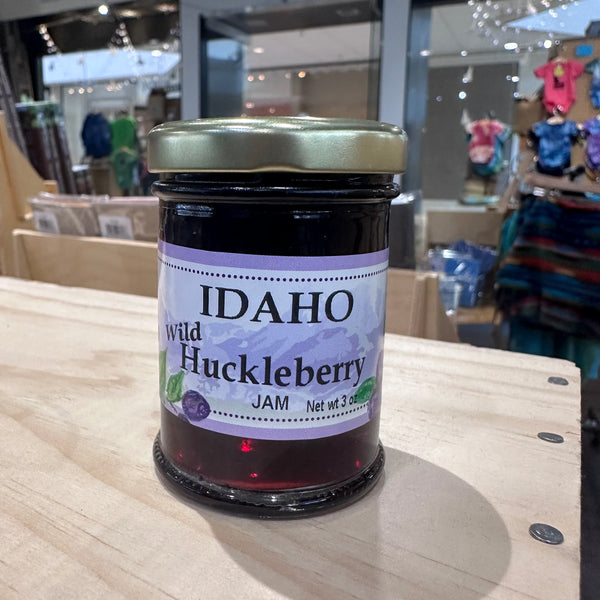 IDAHO
Wild
Huckleberry
JAM Net wt 3 oz